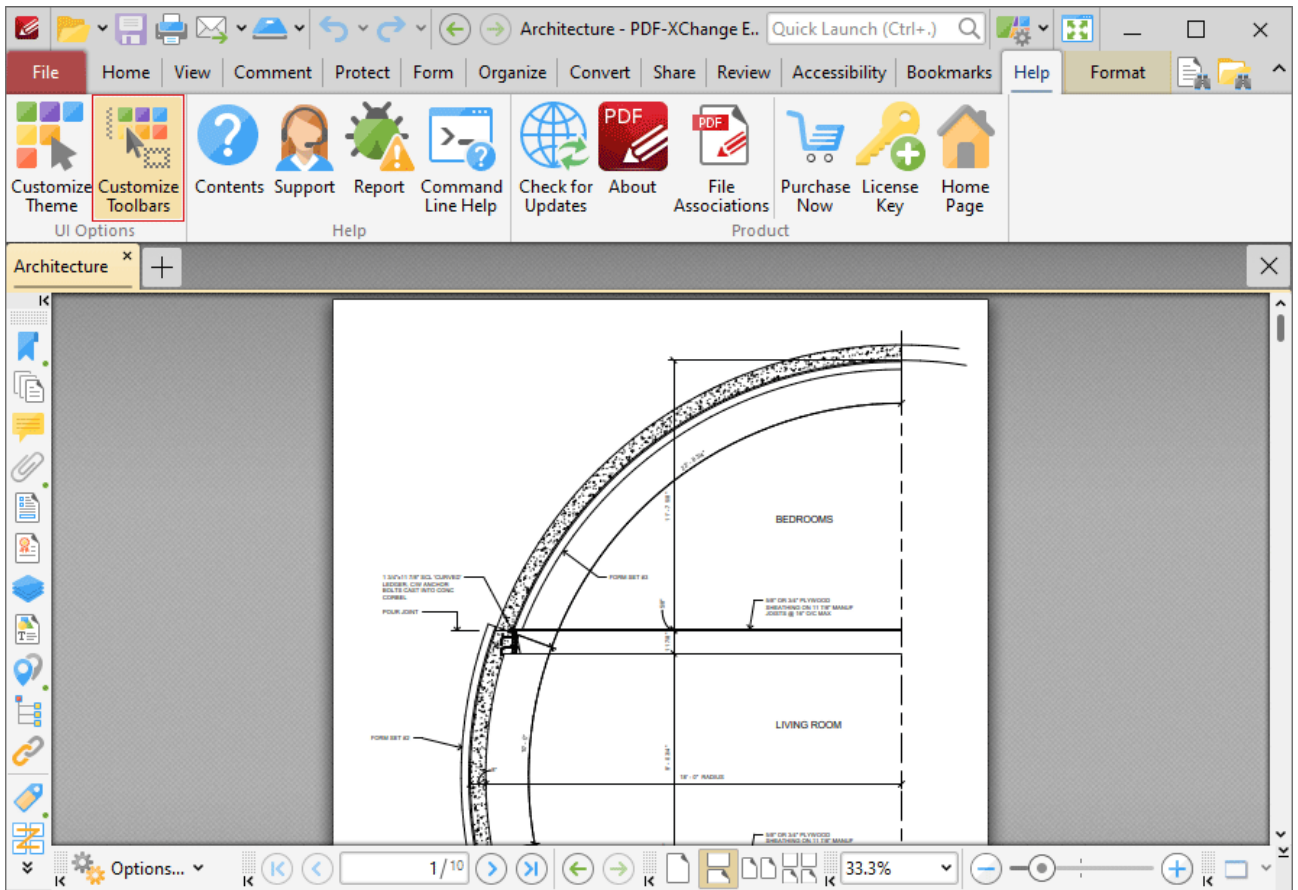 Architecture - PDF-XChange E.. Quick Launch (Ctrl+.)
File Home View Comment Protect Form Organize Convert Share Review Accessibility Bookmarks Help Format
Customize Theme
Customize Toolbars
Contents Support Report
Command Line Help
Check for Updates
About
PDF
File Associations
PDF
Purchase Now
License Key
Home Page
UI Options Help Product
Architecture
BEDROOMS
FORM SET #3
POUR JOINT
LIVING ROOM
FORM SET #2
16' - 0" RADIUS
Options... 1/10 33.3%